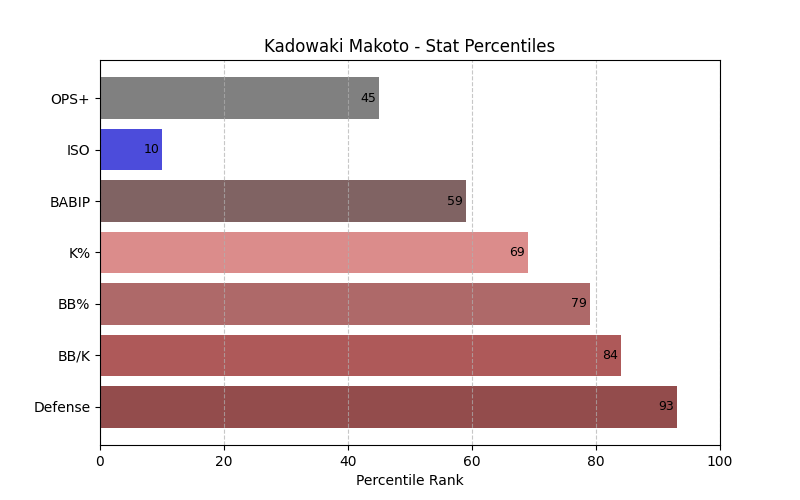 Kadowaki Makoto - Stat Percentiles
OPS+
45
ISO
10
BABIP
59
K%
69
BB%
79
BB/K
84
Defense
93
0 20 40 60 80 100
Percentile Rank